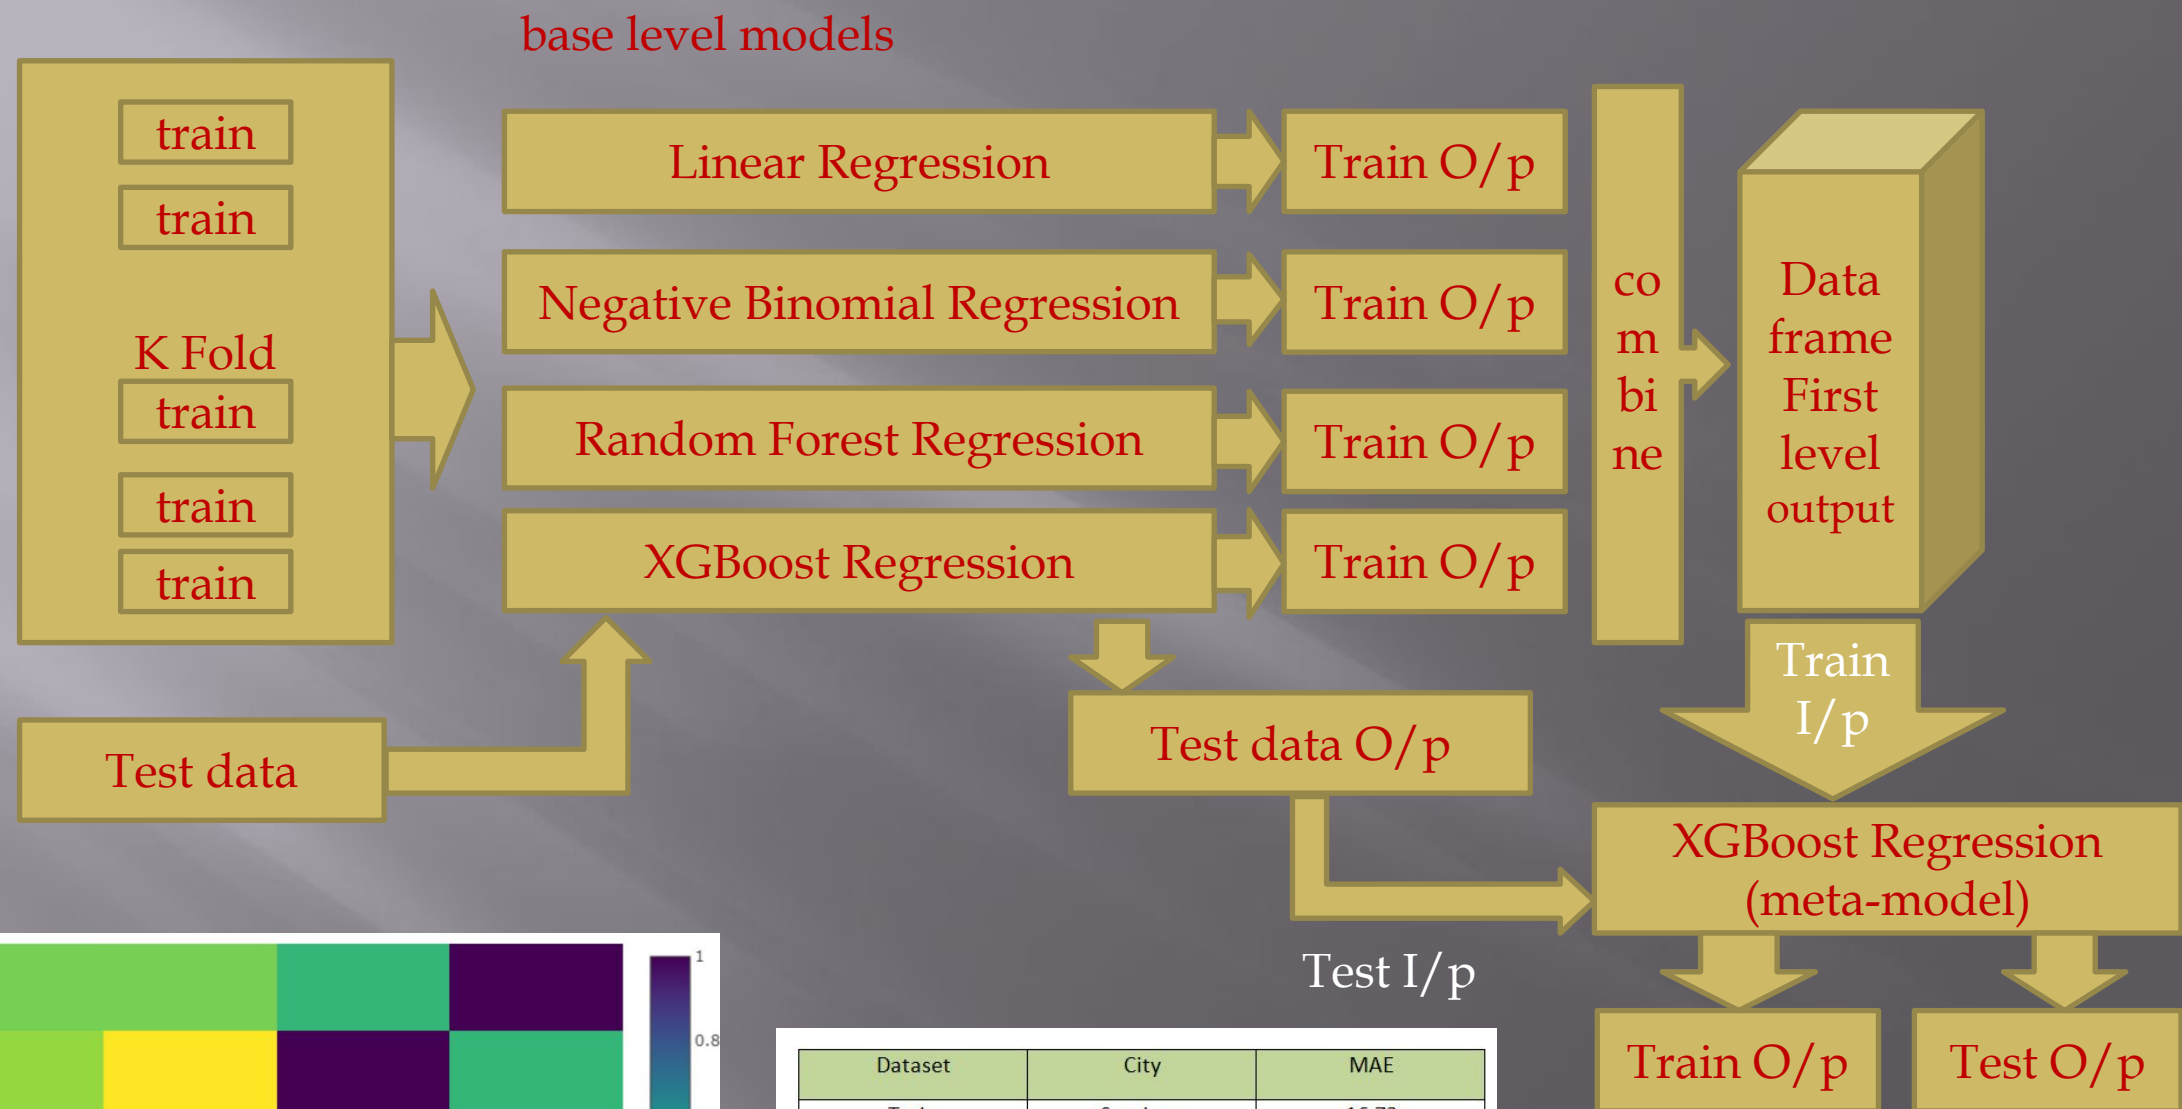 base level models
train
train
K Fold
train
train
train
Linear Regression
Train O/p
Negative Binomial Regression
Train O/p
Random Forest Regression
Train O/p
XGBoost Regression
Train O/p
co
m
bi
ne
Data
frame
First
level
output
Train
I/p
Test data
Test data O/p
XGBoost Regression
(meta-model)
Test I/p
Train O/p
Test O/p
1
0.8
Dataset City MAE